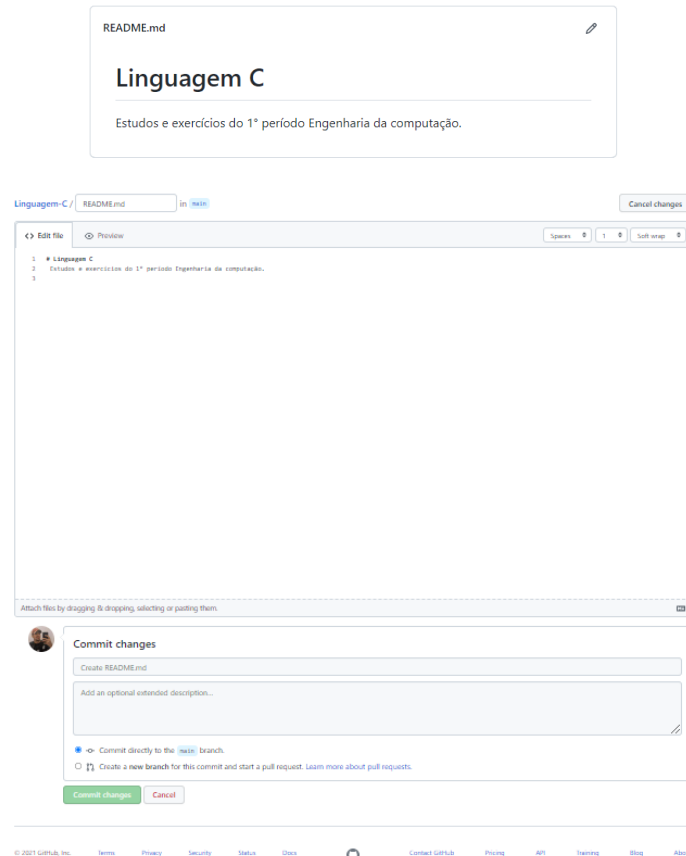 README.md
Linguagem C
Estudos e exercícios do 1° período Engenharia da computação.
Linguagem-C / README.md in main Cancel changes
Edit file Preview Spaces 1 Soft wrap
1 # Linguagem C
2 Estudos e exercícios do 1° período Engenharia da computação.
3
Attach files by dragging & dropping, selecting or pasting them.
Commit changes
Create README.md
Add an optional extended description...
Commit directly to the main branch.
Create a new branch for this commit and start a pull request. Learn more about pull requests.
Commit changes Cancel
© 2021 GitHub, Inc. Terms Privacy Security Status Docs Contact GitHub Pricing API Training Blog Abo